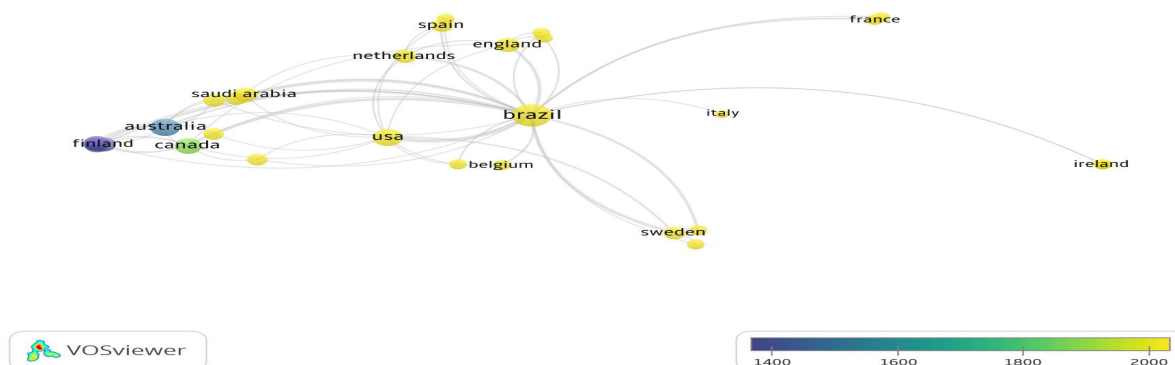 spain
france
england
netherlands
saudi arabia
brazil
italy
australia
usa
finland
canada
belgium
ireland
sweden
VOSviewer
1400
1600
1800
2000